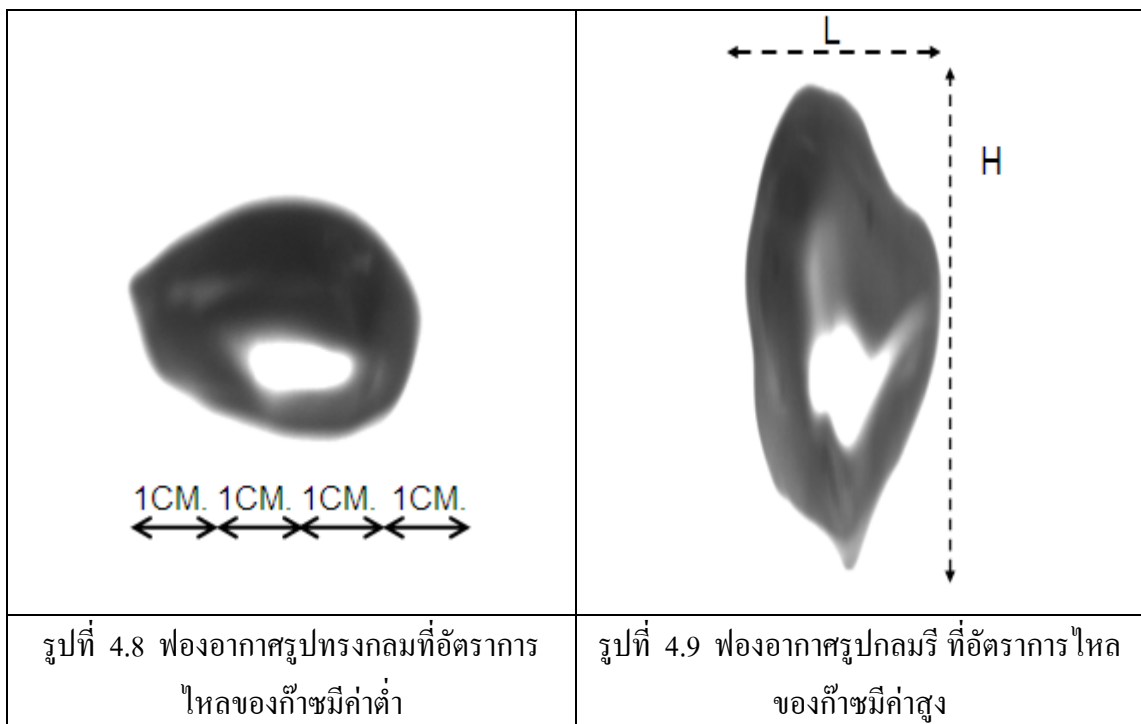 L
H
1CM. 1CM. 1CM. 1CM.
รูปที่ 4.8 ฟองอากาศรูปทรงกลมที่อัตราการ
ไหลของก๊าซมีค่าต่ำ
รูปที่ 4.9 ฟองอากาศรูปกลมรี ที่อัตราการไหล
ของก๊าซมีค่าสูง